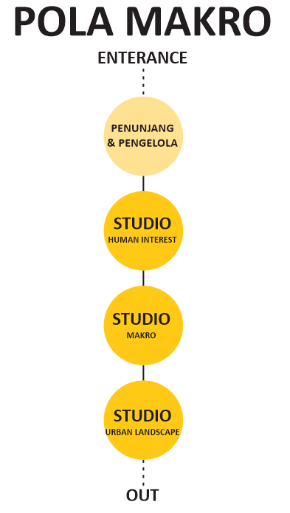 POLA MAKRO
ENTERANCE
PENUNJANG
& PENGELOLA
STUDIO
HUMAN INTEREST
STUDIO
MAKRO
STUDIO
URBAN LANDSCAPE
OUT